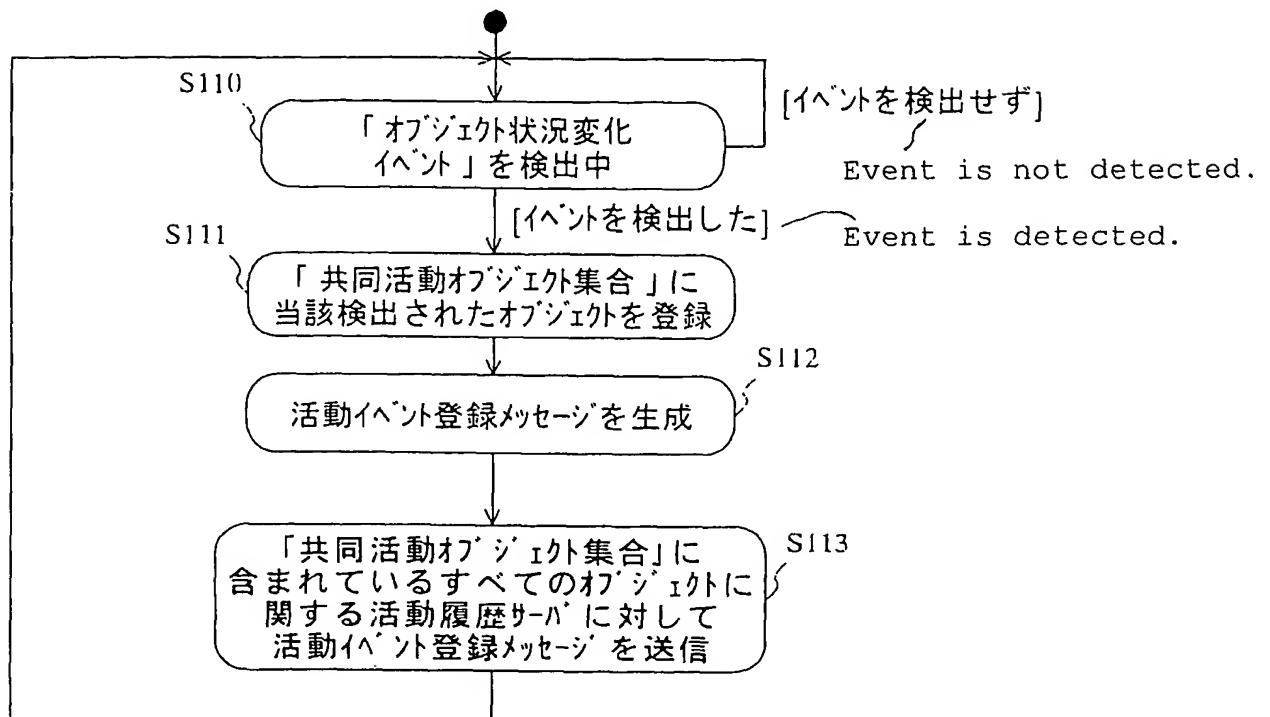 S110
「オブジェクト状況変化
イベント」を検出中
[イベントを検出せず]
Event is not detected.
[イベントを検出した]
Event is detected.
S111
「共同活動オブジェクト集合」に
当該検出されたオブジェクトを登録
S112
活動イベント登録メッセージを生成
S113
「共同活動オブジェクト集合」に
含まれているすべてのオブジェクトに
関する活動履歴サーバに対して
活動イベント登録メッセージを送信